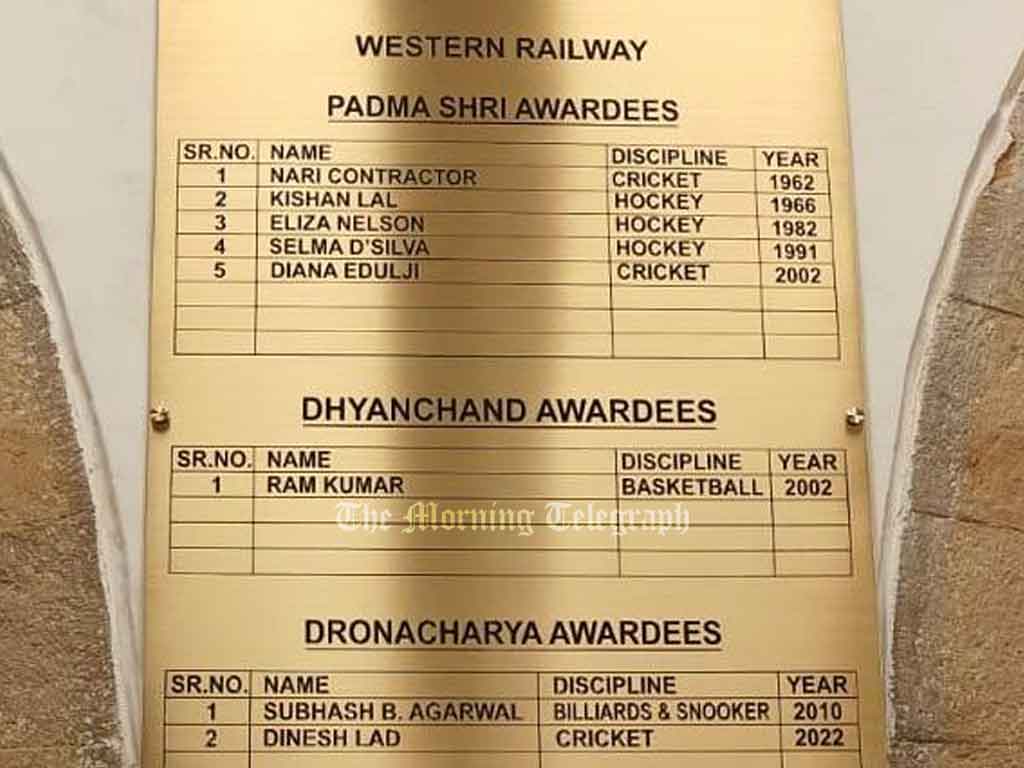 WESTERN RAILWAY
PADMA SHRI AWARDEES
SR.NO. NAME DISCIPLINE YEAR
1 NARI CONTRACTOR CRICKET 1962
2 KISHAN LAL HOCKEY 1966
3 ELIZA NELSON HOCKEY 1982
4 SELMA D'SILVA HOCKEY 1991
5 DIANA EDULJI CRICKET 2002
DHYANCHAND AWARDEES
SR.NO. NAME DISCIPLINE YEAR
1 RAM KUMAR BASKETBALL 2002
The Morning Telegraph
DRONACHARYA AWARDEES
SR.NO. NAME DISCIPLINE YEAR
1 SUBHASH B. AGARWAL BILLIARDS & SNOOKER 2010
2 DINESH LAD CRICKET 2022